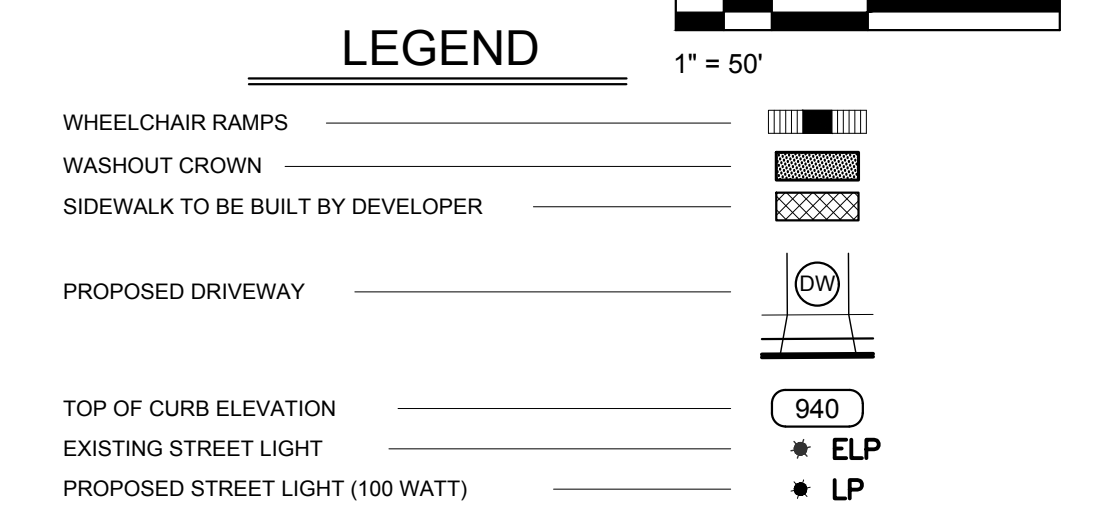 LEGEND
1" = 50'
WHEELCHAIR RAMPS
WASHOUT CROWN
SIDEWALK TO BE BUILT BY DEVELOPER
PROPOSED DRIVEWAY DW
TOP OF CURB ELEVATION 940
EXISTING STREET LIGHT ELP
PROPOSED STREET LIGHT (100 WATT) LP